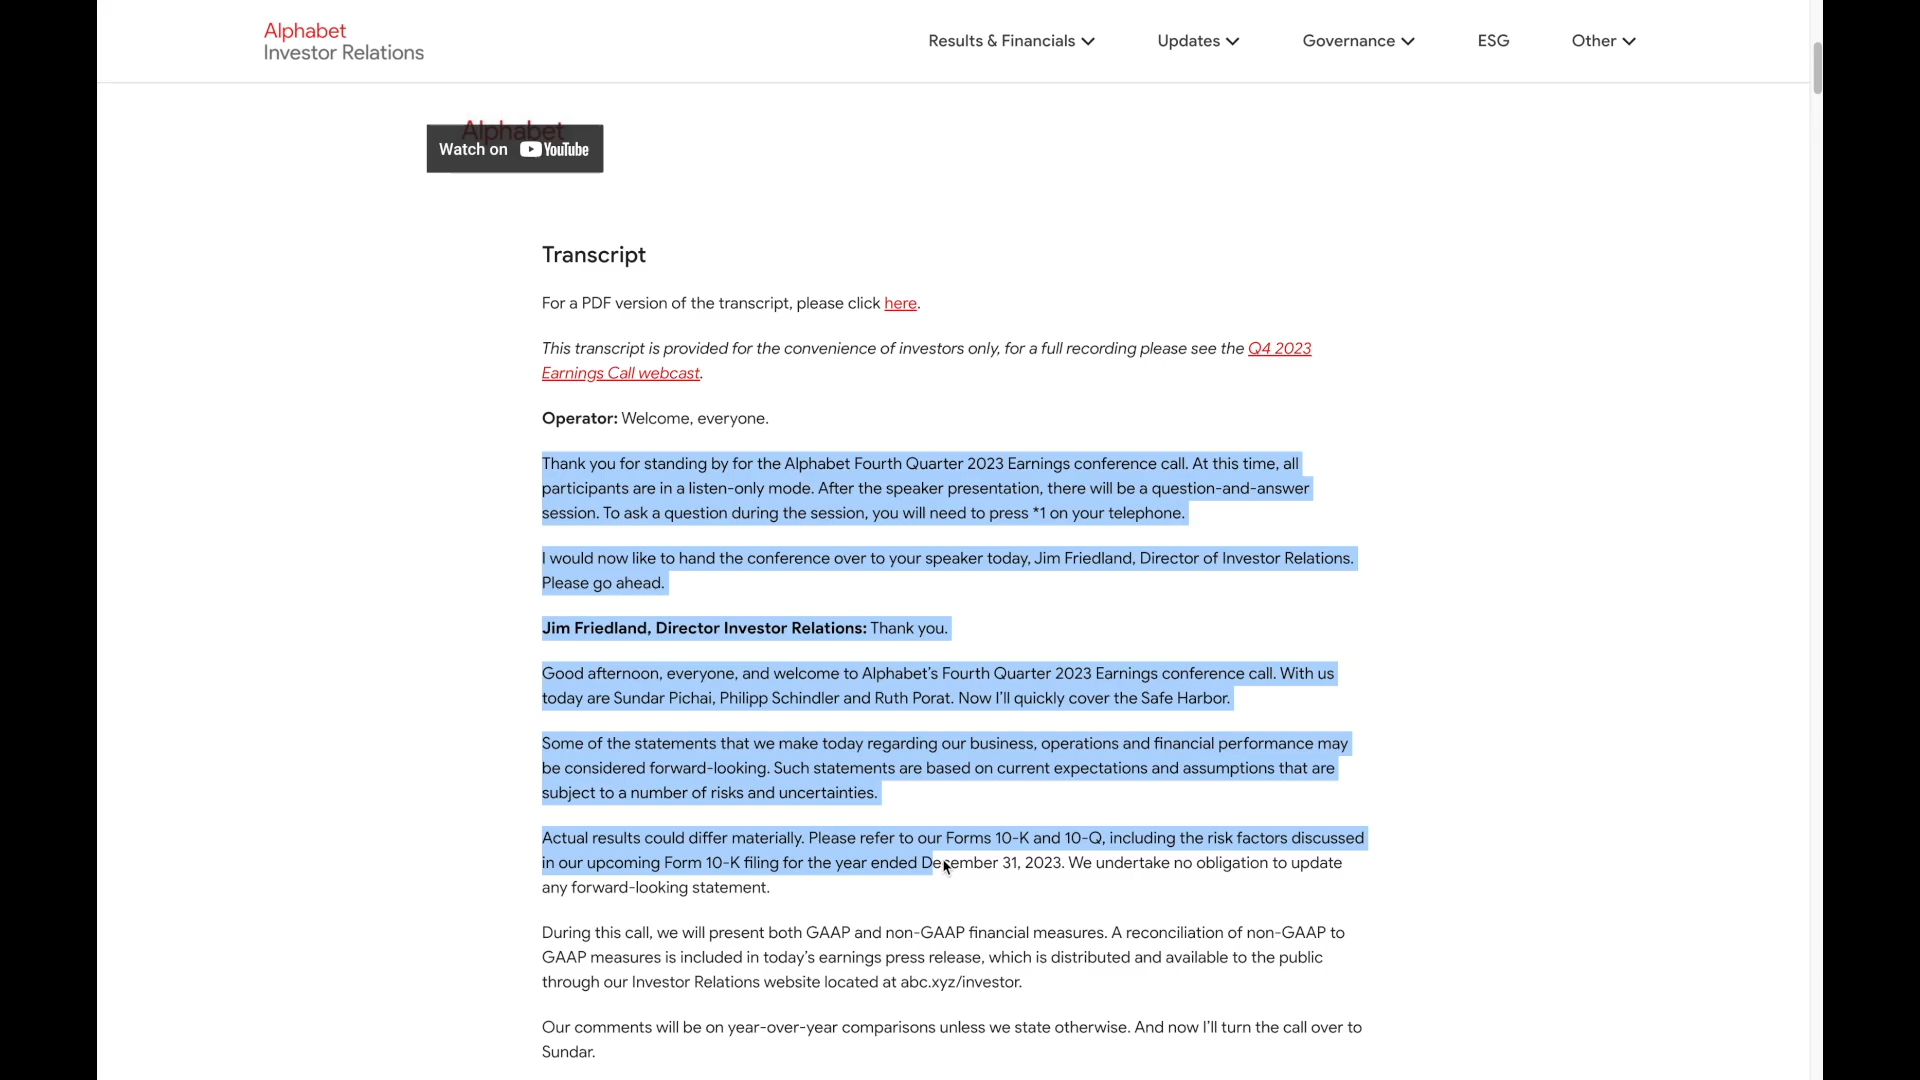 Alphabet
Investor Relations
Results & Financials
Updates
Governance
ESG
Other
Alphabet
Watch on YouTube
Transcript
For a PDF version of the transcript, please click here.
This transcript is provided for the convenience of investors only, for a full recording please see the Q4 2023
Earnings Call webcast.
Operator: Welcome, everyone.
Thank you for standing by for the Alphabet Fourth Quarter 2023 Earnings conference call. At this time, all
participants are in a listen-only mode. After the speaker presentation, there will be a question-and-answer
session. To ask a question during the session, you will need to press *1 on your telephone.
I would now like to hand the conference over to your speaker today, Jim Friedland, Director of Investor Relations.
Please go ahead.
Jim Friedland, Director Investor Relations: Thank you.
Good afternoon, everyone, and welcome to Alphabet’s Fourth Quarter 2023 Earnings conference call. With us
today are Sundar Pichai, Philipp Schindler and Ruth Porat. Now I’ll quickly cover the Safe Harbor.
Some of the statements that we make today regarding our business, operations and financial performance may
be considered forward-looking. Such statements are based on current expectations and assumptions that are
subject to a number of risks and uncertainties.
Actual results could differ materially. Please refer to our Forms 10-K and 10-Q, including the risk factors discussed
in our upcoming Form 10-K filing for the year ended December 31, 2023. We undertake no obligation to update
any forward-looking statement.
During this call, we will present both GAAP and non-GAAP financial measures. A reconciliation of non-GAAP to
GAAP measures is included in today’s earnings press release, which is distributed and available to the public
through our Investor Relations website located at abc.xyz/investor.
Our comments will be on year-over-year comparisons unless we state otherwise. And now I’ll turn the call over to
Sundar.